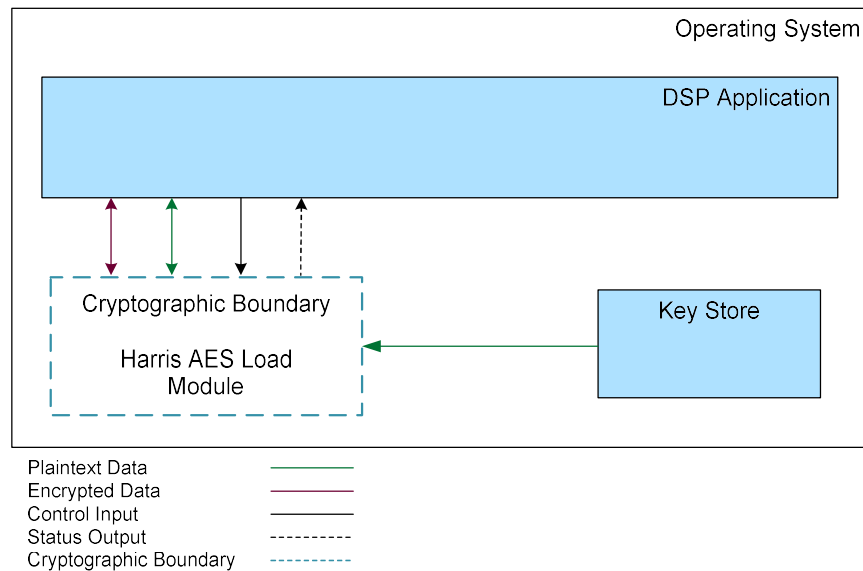 Operating System
DSP Application
Cryptographic Boundary
Harris AES Load
Module
Key Store
Plaintext Data
Encrypted Data
Control Input
Status Output
Cryptographic Boundary